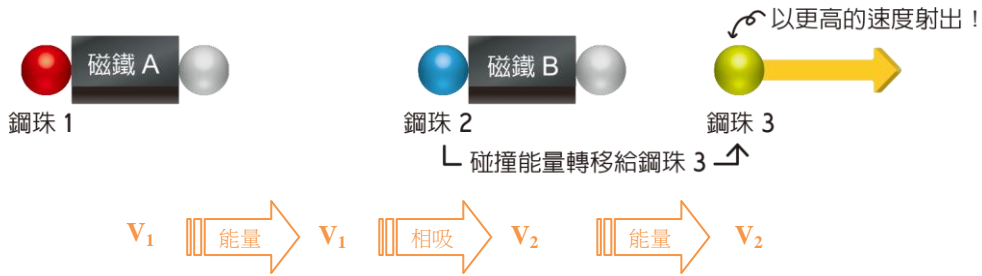 以更高的速度射出！
磁鐵 A
磁鐵 B
鋼珠 1
鋼珠 2
鋼珠 3
碰撞能量轉移給鋼珠 3
V1 能量 V1 相吸 V2 能量 V2